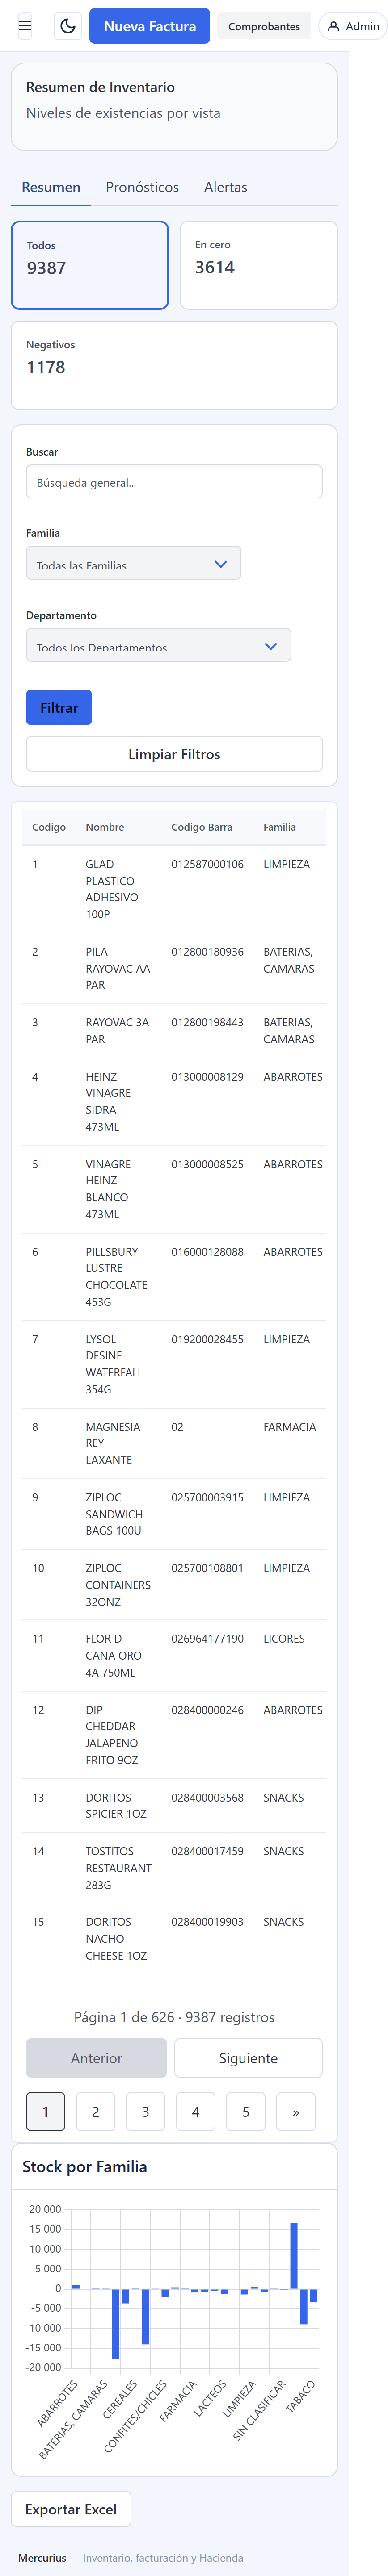 Nueva Factura
Comprobantes
Admin
Resumen de Inventario
Niveles de existencias por vista
Resumen Pronósticos Alertas
Todos
9387
En cero
3614
Negativos
1178
Buscar
Búsqueda general...
Familia
Todas las Familias
Departamento
Todos los Departamentos
Filtrar
Limpiar Filtros
Codigo Nombre Codigo Barra Familia
1 GLAD PLASTICO ADHESIVO 100P 012587000106 LIMPIEZA
2 PILA RAYOVAC AA PAR 012800180936 BATERIAS, CAMARAS
3 RAYOVAC 3A PAR 012800198443 BATERIAS, CAMARAS
4 HEINZ VINAGRE SIDRA 473ML 013000008129 ABARROTES
5 VINAGRE HEINZ BLANCO 473ML 013000008525 ABARROTES
6 PILLSBURY LUSTRE CHOCOLATE 453G 016000128088 ABARROTES
7 LYSOL DESINF WATERFALL 354G 019200028455 LIMPIEZA
8 MAGNESIA REY LAXANTE 02 FARMACIA
9 ZIPLOC SANDWICH BAGS 100U 025700003915 LIMPIEZA
10 ZIPLOC CONTAINERS 32ONZ 025700108801 LIMPIEZA
11 FLOR D CANA ORO 4A 750ML 026964177190 LICORES
12 DIP CHEDDAR JALAPENO FRITO 9OZ 028400000246 ABARROTES
13 DORITOS SPICIER 1OZ 028400003568 SNACKS
14 TOSTITOS RESTAURANT 283G 028400017459 SNACKS
15 DORITOS NACHO CHEESE 1OZ 028400019903 SNACKS
Página 1 de 626 · 9387 registros
Anterior Siguiente
1 2 3 4 5 »
Stock por Familia
20 000
15 000
10 000
5 000
0
-5 000
-10 000
-15 000
-20 000
ABARROTES
BATERIAS, CAMARAS
CEREALES
CONFITES/CHICLES
FARMACIA
LACTEOS
LIMPIEZA
SIN CLASIFICAR
TABACO
Exportar Excel
Mercurius — Inventario, facturación y Hacienda